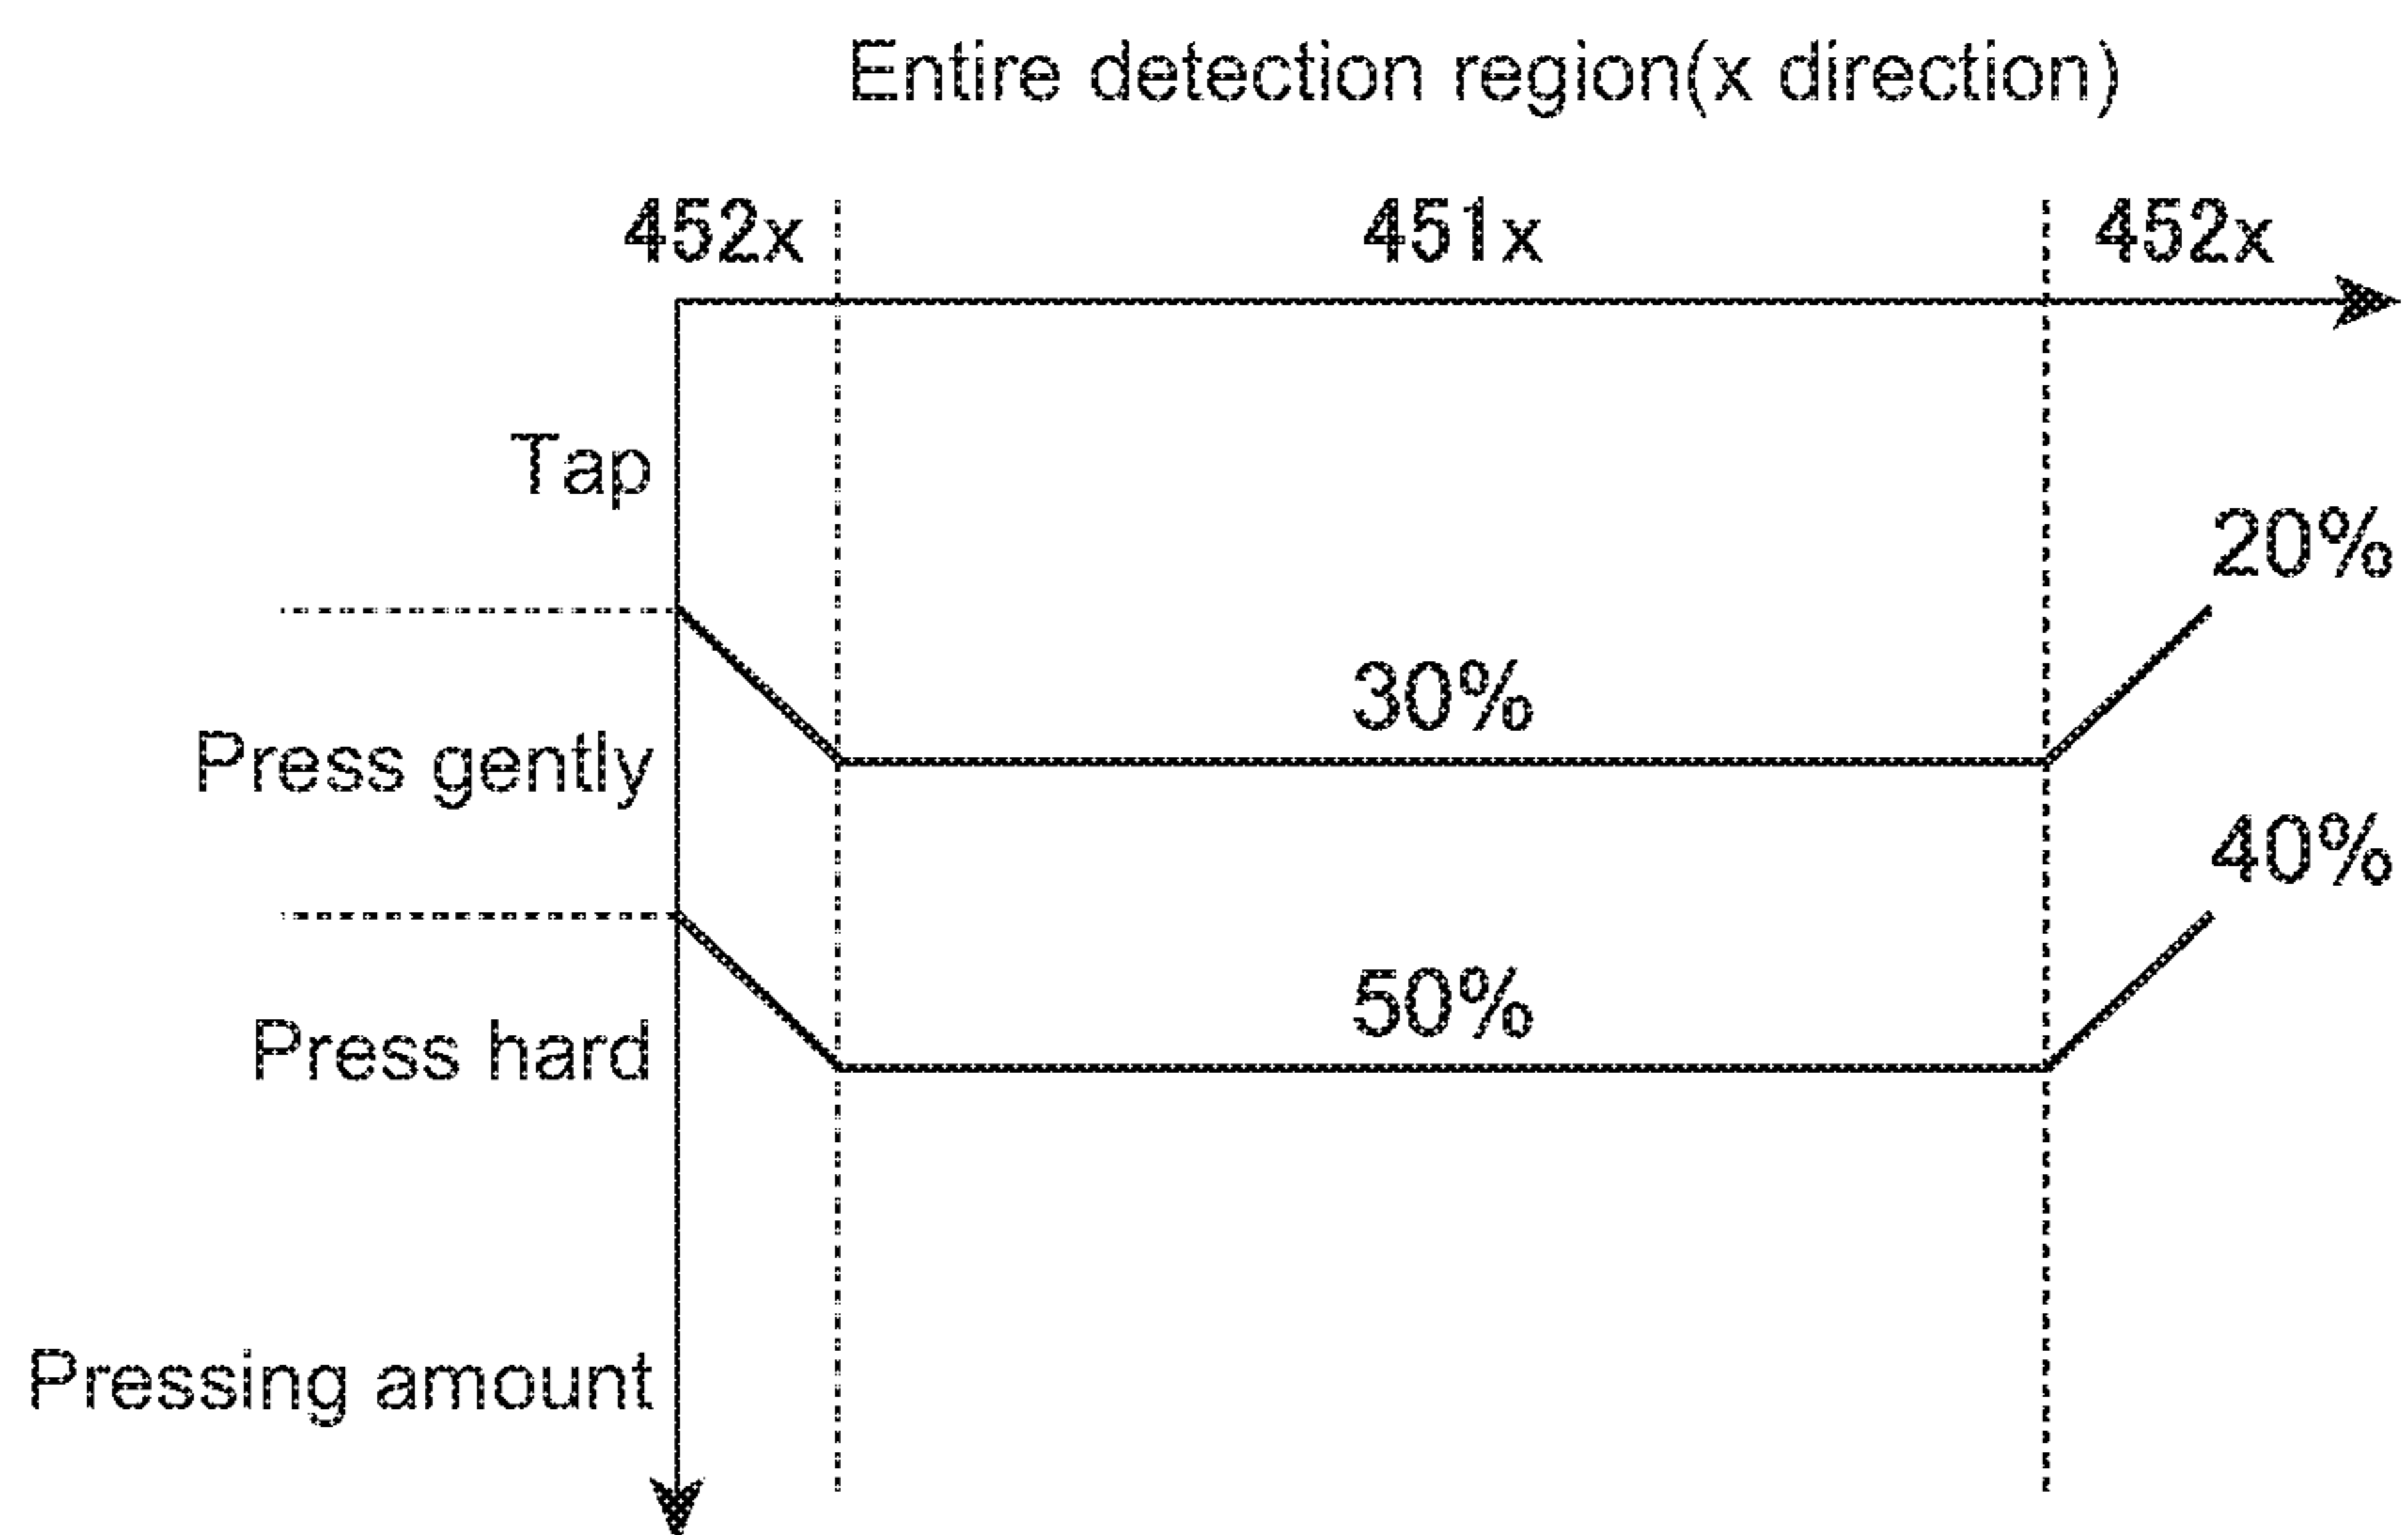 Entire detection region(x direction)
452x 451x 452x
Tap
20%
30%
Press gently
40%
50%
Press hard
Pressing amount